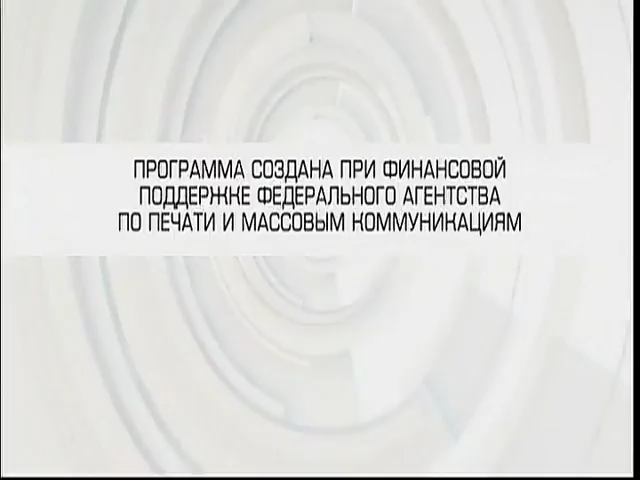 ПРОГРАММА СОЗДАНА ПРИ ФИНАНСОВОЙ
ПОДДЕРЖКЕ ФЕДЕРАЛЬНОГО АГЕНТСТВА
ПО ПЕЧАТИ И МАССОВЫМ КОММУНИКАЦИЯМ